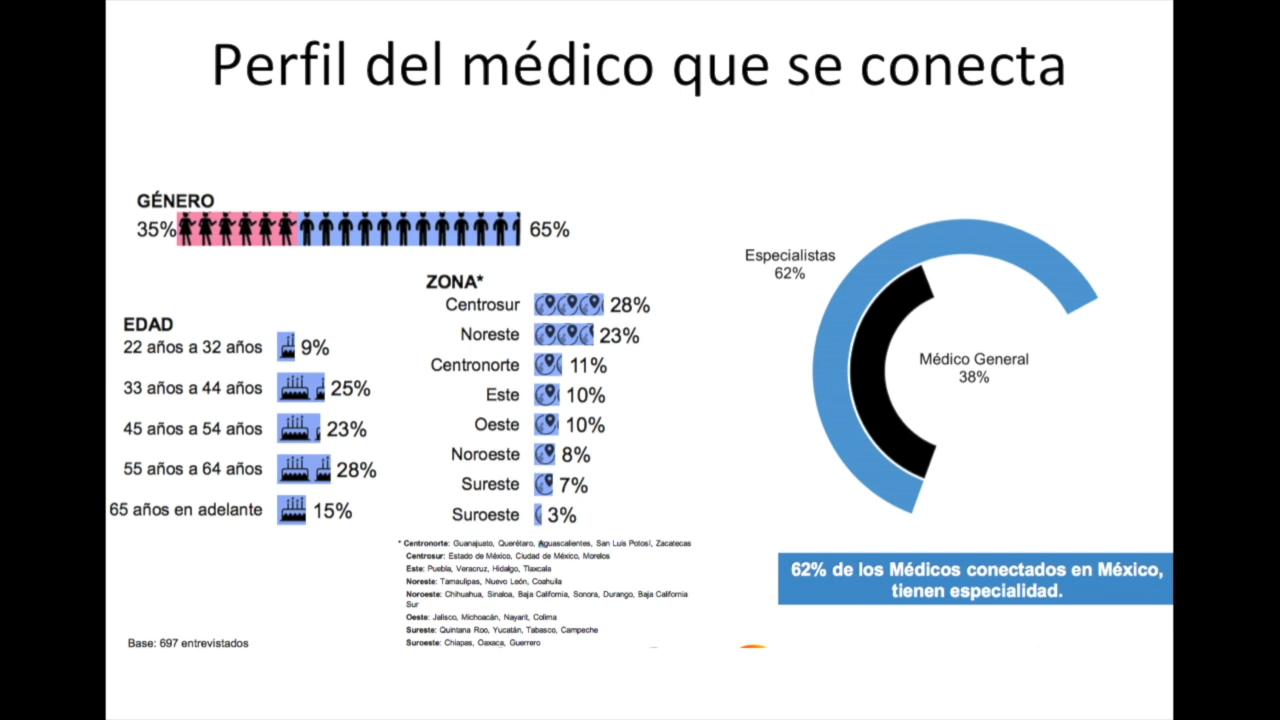 Perfil del médico que se conecta
GÉNERO
35% 65%
EDAD
22 años a 32 años 9%
33 años a 44 años 25%
45 años a 54 años 23%
55 años a 64 años 28%
65 años en adelante 15%
ZONA*
Centrosur 28%
Noreste 23%
Centronorte 11%
Este 10%
Oeste 10%
Noroeste 8%
Sureste 7%
Suroeste 3%
* Centronorte: Guanajuato, Querétaro, Aguascalientes, San Luis Potosí, Zacatecas
Centrosur: Estado de México, Ciudad de México, Morelos
Este: Puebla, Veracruz, Hidalgo, Tlaxcala
Noreste: Tamaulipas, Nuevo León, Coahuila
Noroeste: Chihuahua, Sinaloa, Baja California, Sonora, Durango, Baja California
Sur
Oeste: Jalisco, Michoacán, Nayarit, Colima
Sureste: Quintana Roo, Yucatán, Tabasco, Campeche
Suroeste: Chiapas, Oaxaca, Guerrero
Base: 697 entrevistados
Especialistas
62%
Médico General
38%
62% de los Médicos conectados en México,
tienen especialidad.